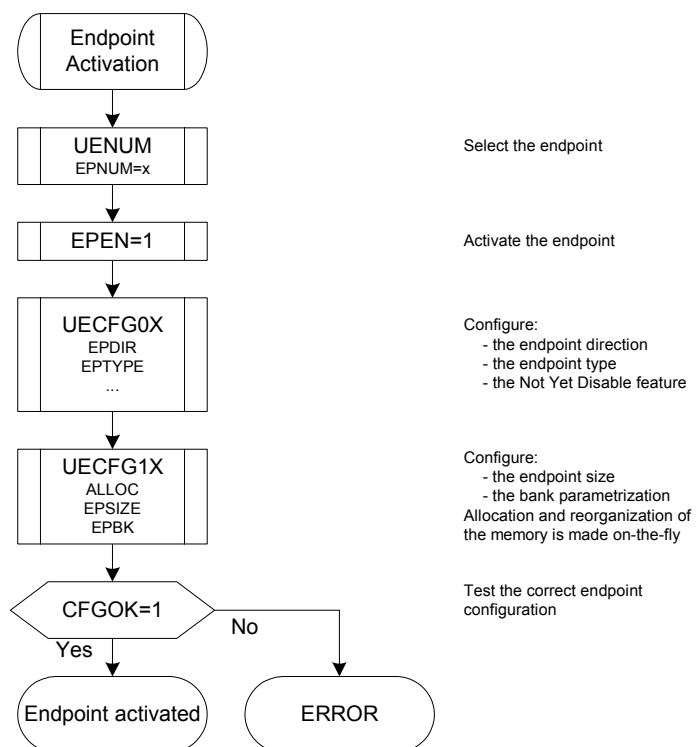 Endpoint
Activation
UENUM
EPNUM=x
Select the endpoint
EPEN=1
Activate the endpoint
UECFG0X
EPDIR
EPTYPE
...
Configure:
- the endpoint direction
- the endpoint type
- the Not Yet Disable feature
UECFG1X
ALLOC
EPSIZE
EPBK
Configure:
- the endpoint size
- the bank parametrization
Allocation and reorganization of
the memory is made on-the-fly
CFGOK=1
Test the correct endpoint
configuration
No
Yes
Endpoint activated
ERROR